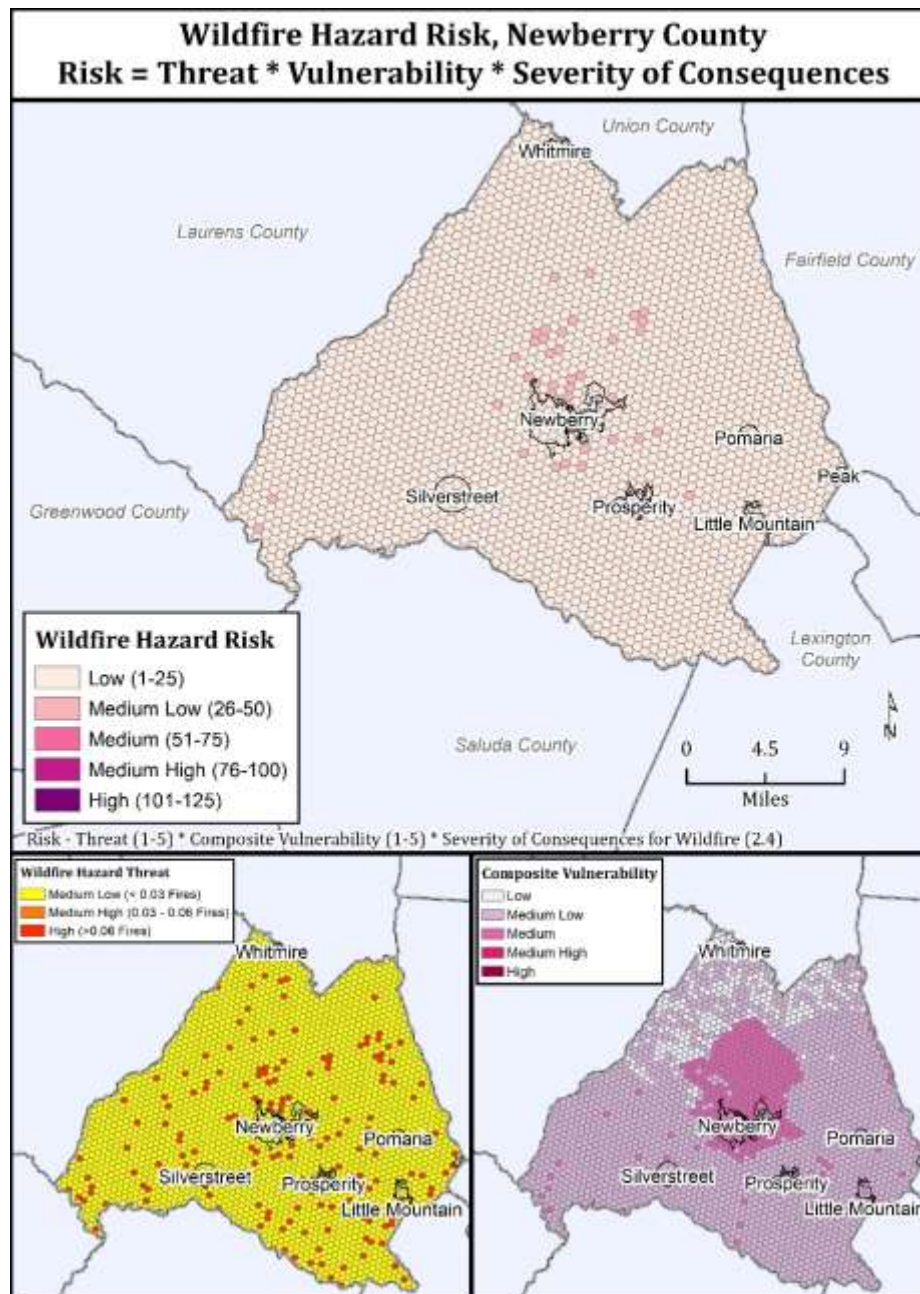 Wildfire Hazard Risk, Newberry County
Risk = Threat * Vulnerability * Severity of Consequences
Union County
Whitmire
Laurens County
Fairfield County
Newberry
Pomaria
Peak
Silverstreet
Prosperity
Greenwood County
Little Mountain
Wildfire Hazard Risk
Low (1-25)
Medium Low (26-50)
Medium (51-75)
Medium High (76-100)
High (101-125)
Lexington
County
Saluda County
N
0 4.5 9
Miles
Risk - Threat (1-5) * Composite Vulnerability (1-5) * Severity of Consequences for Wildfire (2.4)
Wildfire Hazard Threat
Medium Low (< 0.03 Fires)
Medium High (0.03 - 0.06 Fires)
High (>0.06 Fires)
Whitmire
Newberry
Pomaria
Silverstreet
Prosperity
Little Mountain
Composite Vulnerability
Low
Medium Low
Medium
Medium High
High
Whitmire
Newberry
Pomaria
Silverstreet
Prosperity
Little Mountain